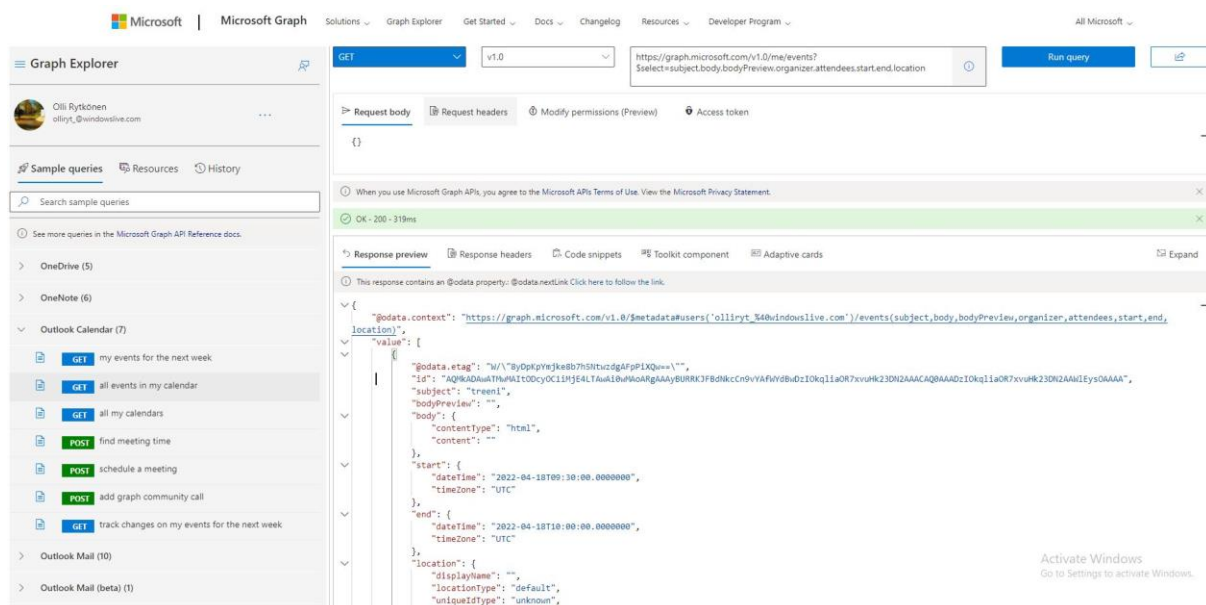 Microsoft | Microsoft Graph Solutions Graph Explorer Get Started Docs Changelog Resources Developer Program All Microsoft
Graph Explorer
Olli Rytkönen
olliryt_@windowslive.com
...
Sample queries Resources History
Search sample queries
See more queries in the Microsoft Graph API Reference docs.
OneDrive (5)
OneNote (6)
Outlook Calendar (7)
GET my events for the next week
GET all events in my calendar
GET all my calendars
POST find meeting time
POST schedule a meeting
POST add graph community call
GET track changes on my events for the next week
Outlook Mail (10)
Outlook Mail (beta) (1)
GET v1.0 https://graph.microsoft.com/v1.0/me/events?
$select=subject,body,bodyPreview,organizer,attendees,start,end,location
Run query
Request body Request headers Modify permissions (Preview) Access token
{}
When you use Microsoft Graph APIs, you agree to the Microsoft APIs Terms of Use. View the Microsoft Privacy Statement.
OK - 200 - 319ms
Response preview Response headers Code snippets Toolkit component Adaptive cards Expand
This response contains an @odata property.: @odata.nextLink Click here to follow the link.
{
"@odata.context": "https://graph.microsoft.com/v1.0/$metadata#users('olliryt_%40windowslive.com')/events(subject,body,bodyPreview,organizer,attendees,start,end,
location)",
"value": [
{
"@odata.etag":
"id":
"subject": "treeni",
"bodyPreview": "",
"body": {
"contentType": "html",
"content": ""
},
"start": {
"dateTime": "2022-04-18T09:30:00.0000000",
"timeZone": "UTC"
},
"end": {
"dateTime": "2022-04-18T10:00:00.0000000",
"timeZone": "UTC"
},
"location": {
"displayName": "",
"locationType": "default",
"uniqueIdType": "unknown",
Activate Windows
Go to Settings to activate Windows.